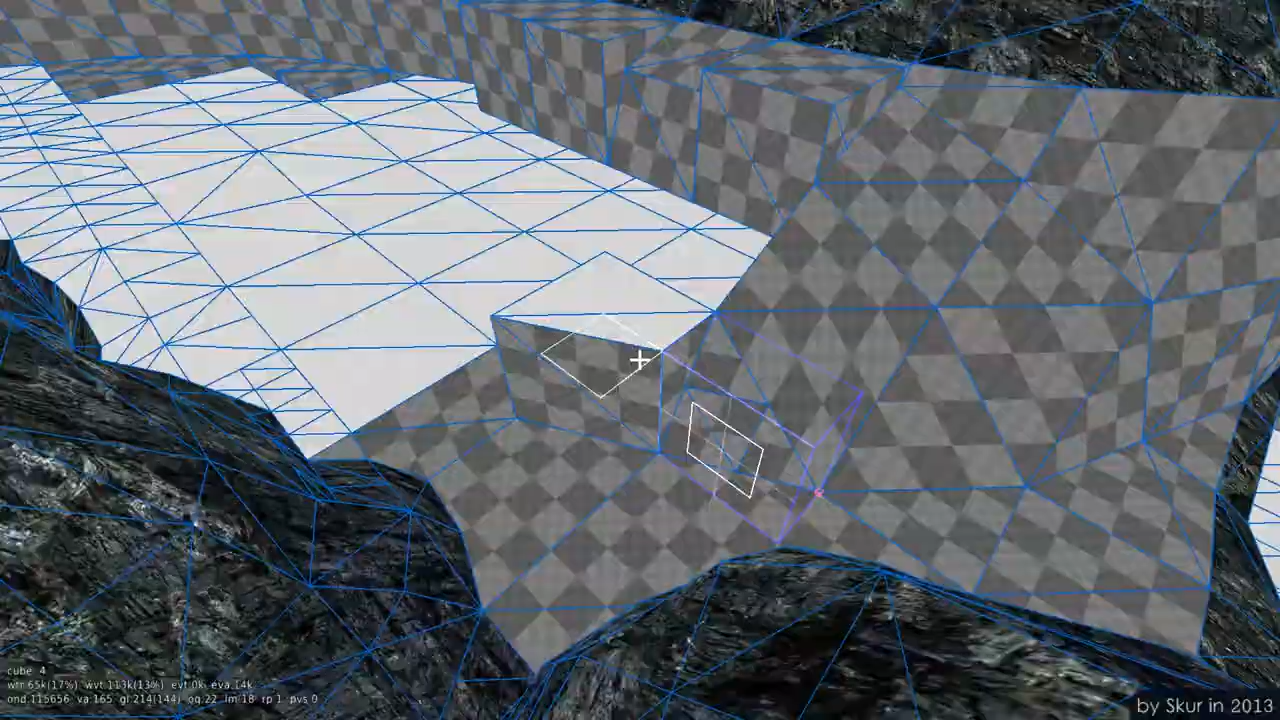 cube 4
wtr:65k(17%) wvt:113k(13%) evt:0k eva:14k
ond:115656 va:165 gl:214(144) oq:22 lm:18 rp:1 pvs:0
by Skur in 2013